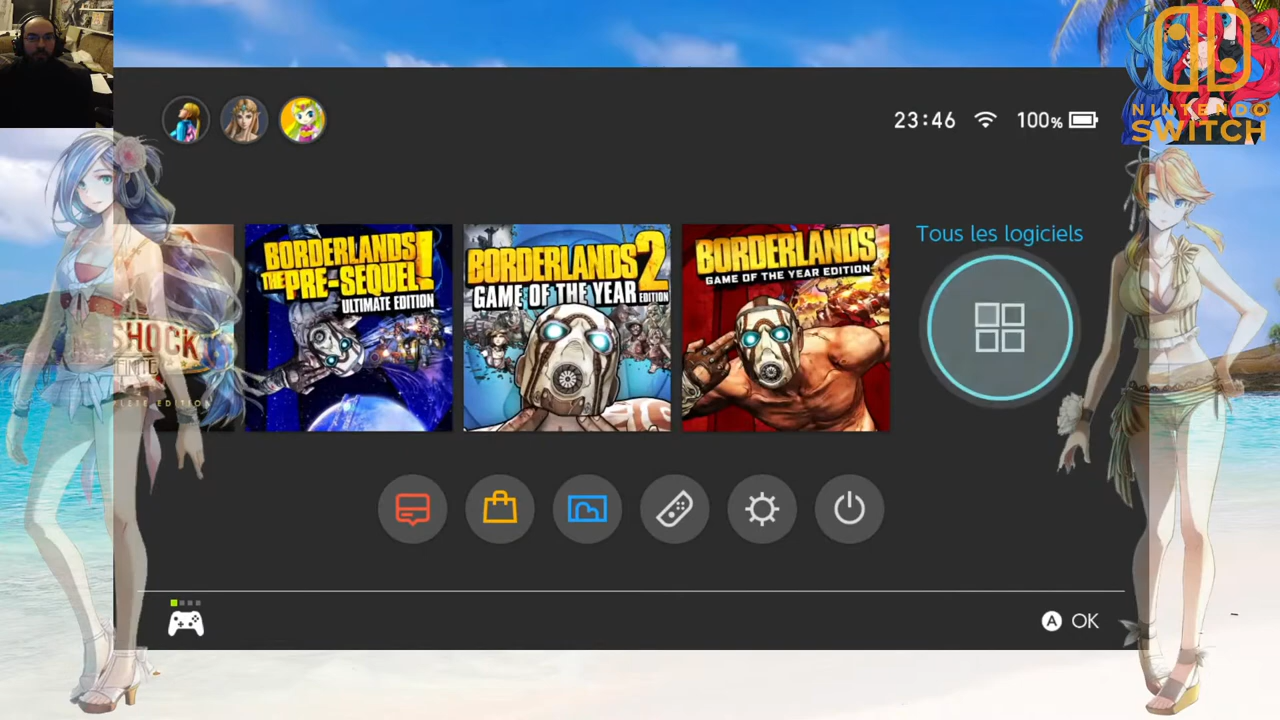 23:46
100%
NINTENDO
SWITCH
Tous les logiciels
SHOCK
BORDERLANDS
THE PRE-SEQUEL!
ULTIMATE EDITION
BORDERLANDS 2
GAME OF THE YEAR EDITION
BORDERLANDS
GAME OF THE YEAR EDITION
A OK